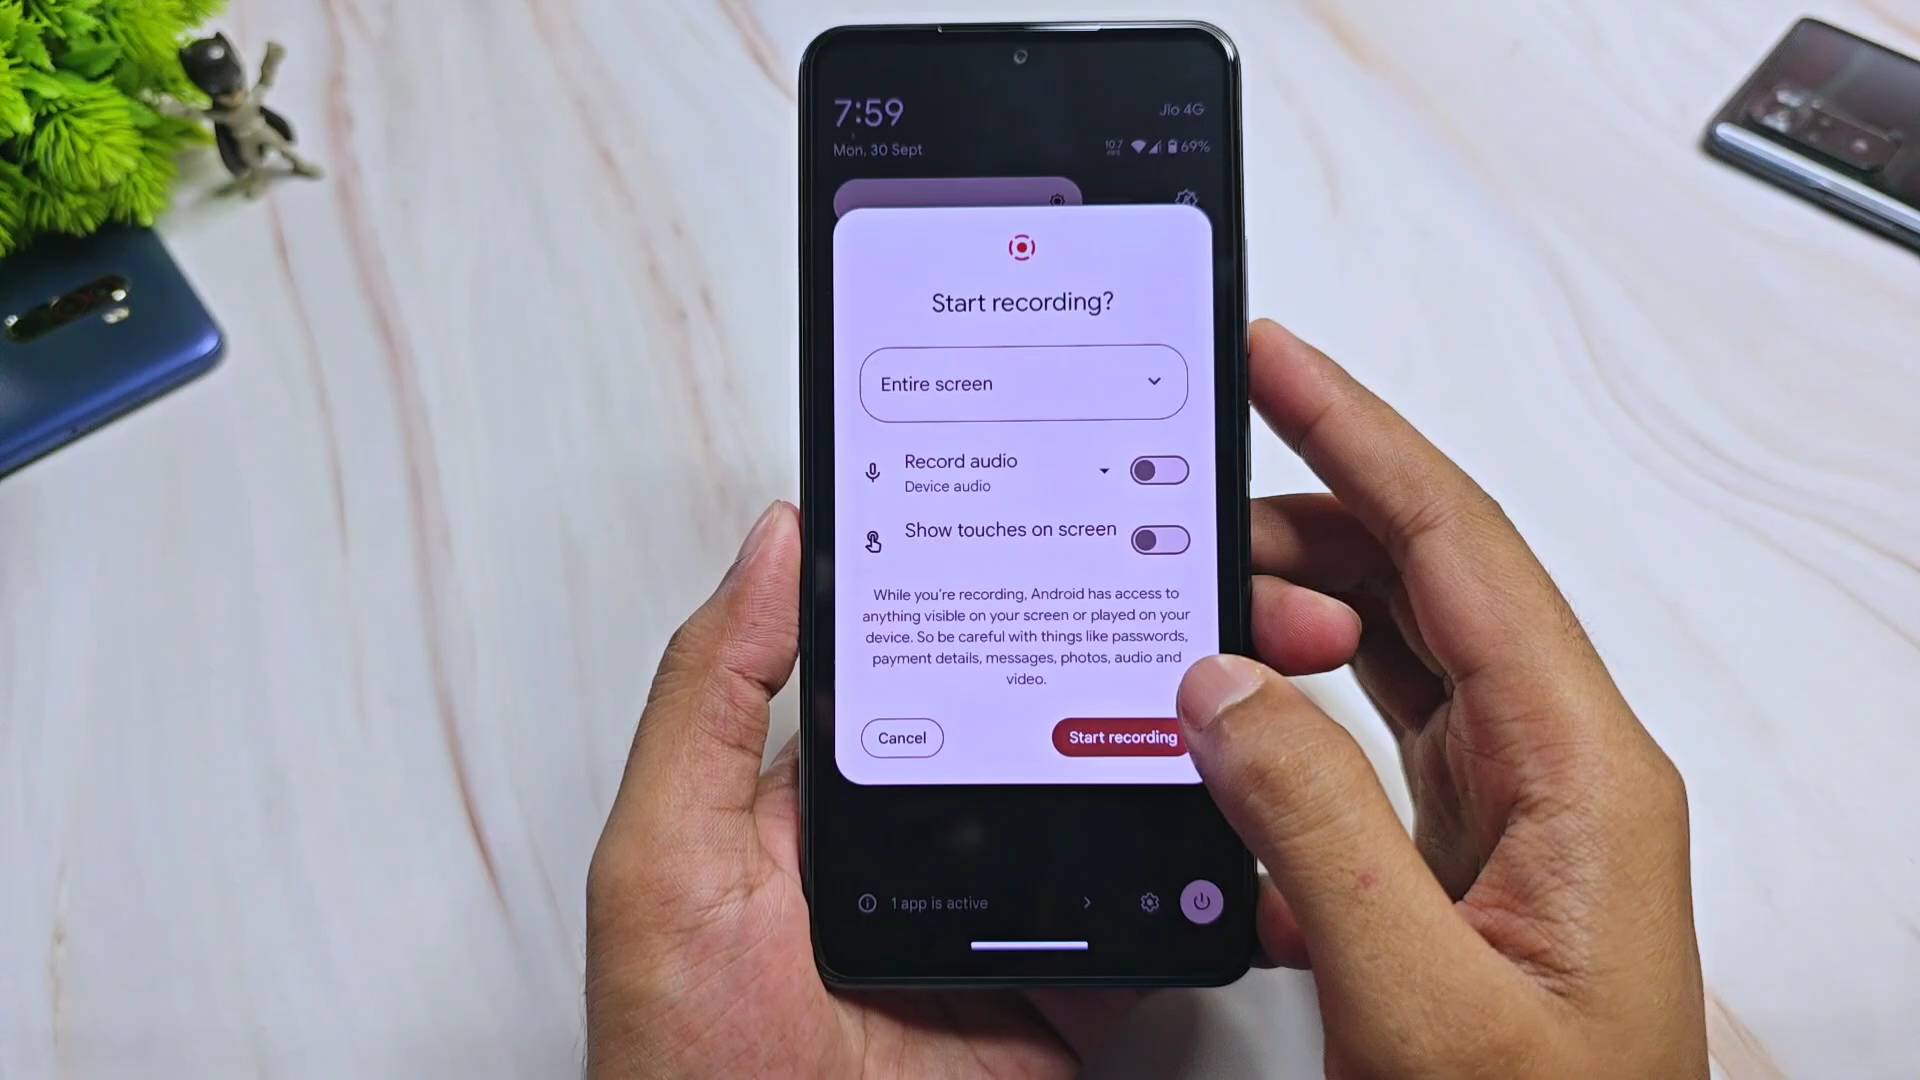 7:59
Jio 4G
Mon, 30 Sept
10.7
69%
Start recording?
Entire screen
Record audio
Device audio
Show touches on screen
While you're recording, Android has access to
anything visible on your screen or played on your
device. So be careful with things like passwords,
payment details, messages, photos, audio and
video.
Cancel
Start recording
1 app is active